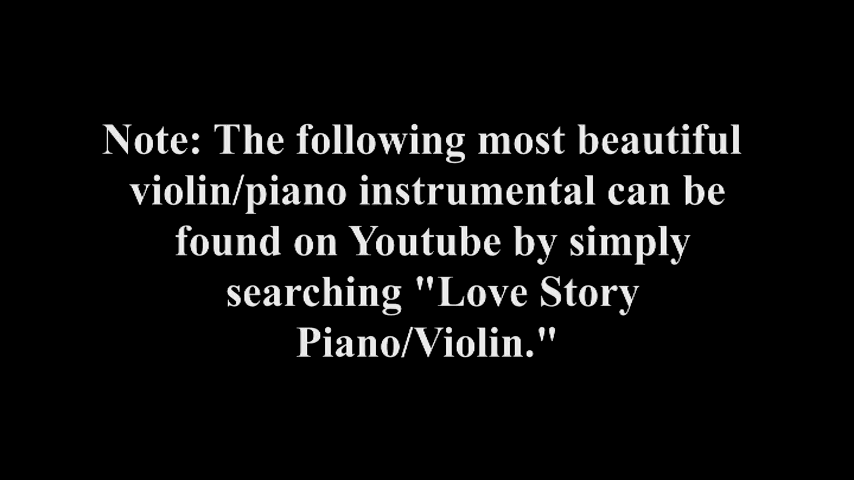 Note: The following most beautiful
violin/piano instrumental can be
found on Youtube by simply
searching "Love Story
Piano/Violin."